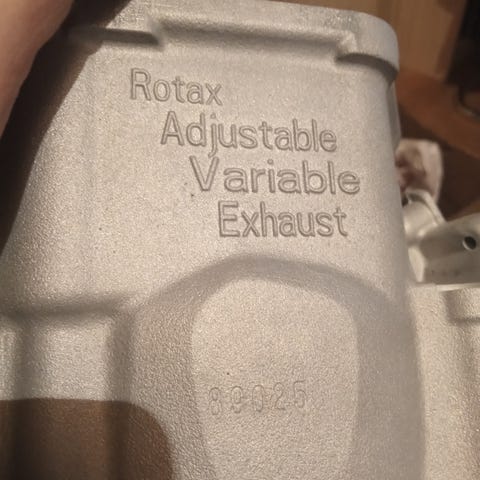 Rotax
Adjustable
Variable
Exhaust
89025